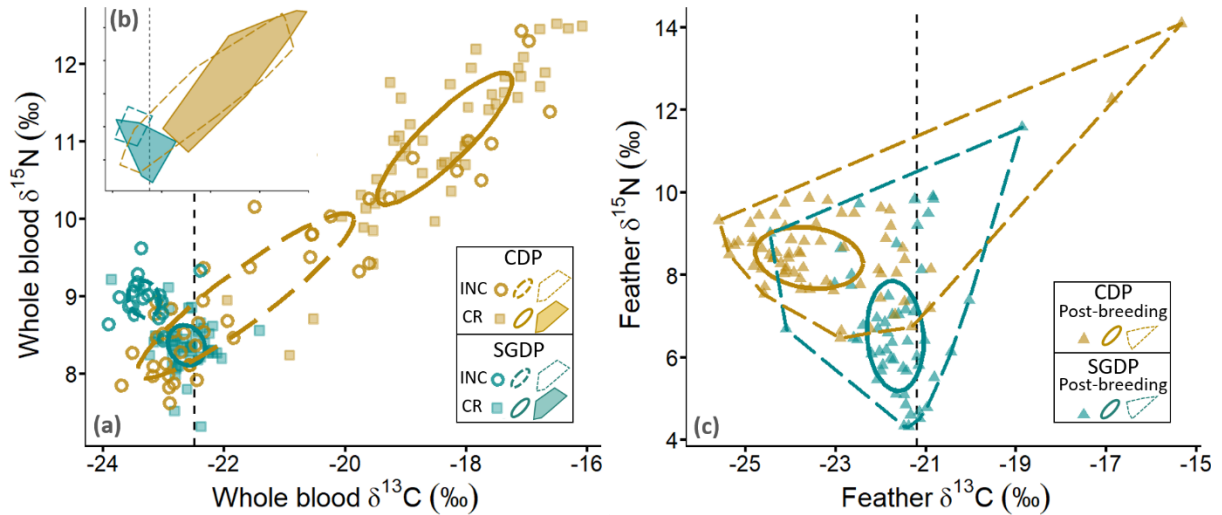 (b)
Whole blood δ¹⁵N (‰)
12
11
10
9
8
(a)
-24
-22
-20
-18
-16
Whole blood δ¹³C (‰)
CDP
INC
CR
SGDP
INC
CR
Feather δ¹⁵N (‰)
14
12
10
8
6
4
(c)
-25
-23
-21
-19
-17
-15
Feather δ¹³C (‰)
CDP
Post-breeding
SGDP
Post-breeding